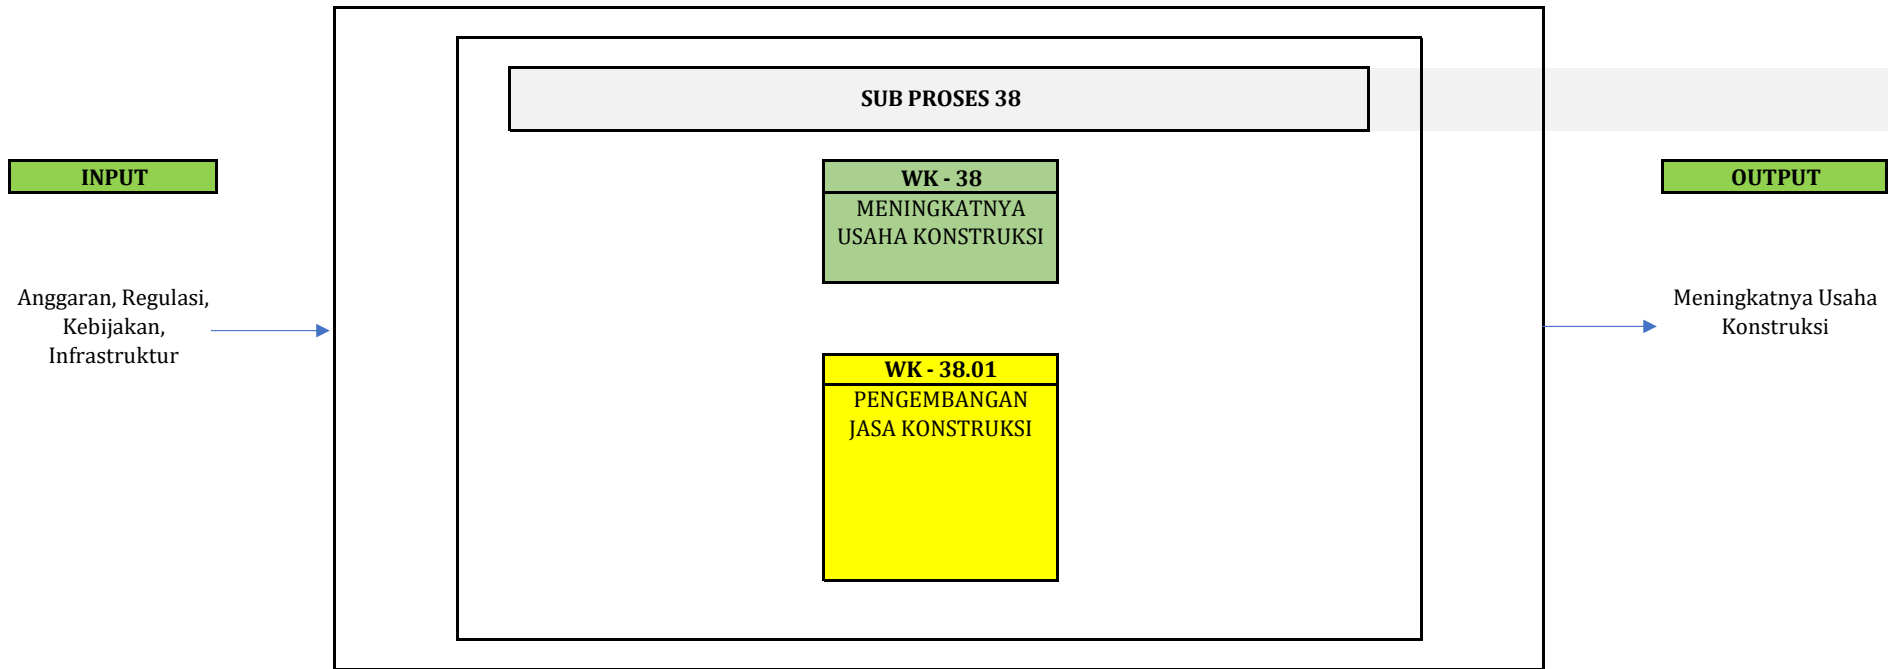 SUB PROSES 38
INPUT
WK - 38
OUTPUT
MENINGKATNYA
USAHA KONSTRUKSI
Anggaran, Regulasi,
Kebijakan,
Infrastruktur
Meningkatnya Usaha
Konstruksi
WK - 38.01
PENGEMBANGAN
JASA KONSTRUKSI